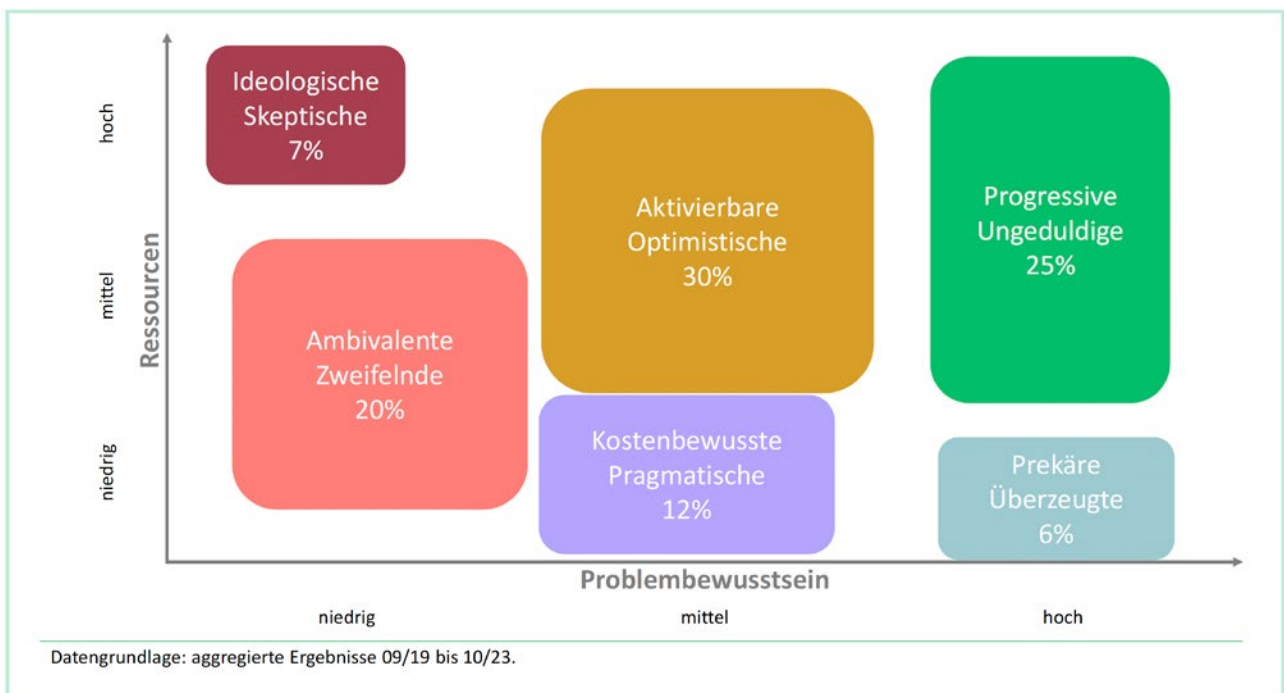 Ideologische
Skeptische
7%
Aktivierbare
Optimistische
30%
Progressive
Ungeduldige
25%
Ambivalente
Zweifelnde
20%
Kostenbewusste
Pragmatische
12%
Prekäre
Überzeugte
6%
Ressourcen
hoch
mittel
niedrig
Problembewusstsein
niedrig
mittel
hoch
Datengrundlage: aggregierte Ergebnisse 09/19 bis 10/23.